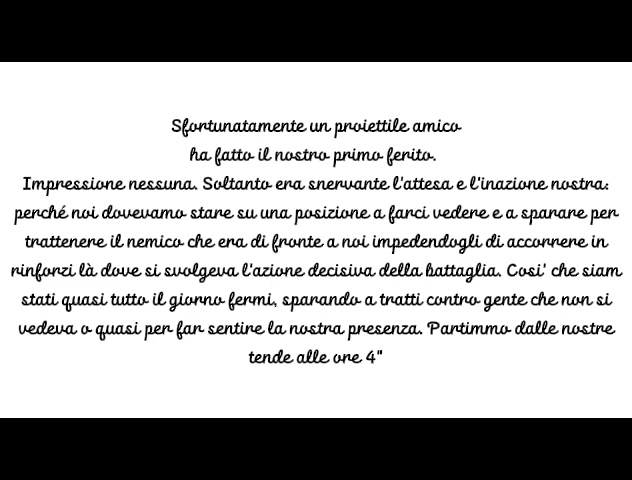 Sfortunatamente un proiettile amico
ha fatto il nostro primo ferito.
Impressione nessuna. Soltanto era snervante l'attesa e l'inazione nostra:
perché noi dovevamo stare su una posizione a farci vedere e a sparare per
trattenere il nemico che era di fronte a noi impedendogli di accorrere in
rinforzi là dove si svolgeva l'azione decisiva della battaglia. Cosi' che siam
stati quasi tutto il giorno fermi, sparando a tratti contro gente che non si
vedeva o quasi per far sentire la nostra presenza. Partimmo dalle nostre
tende alle ore 4"